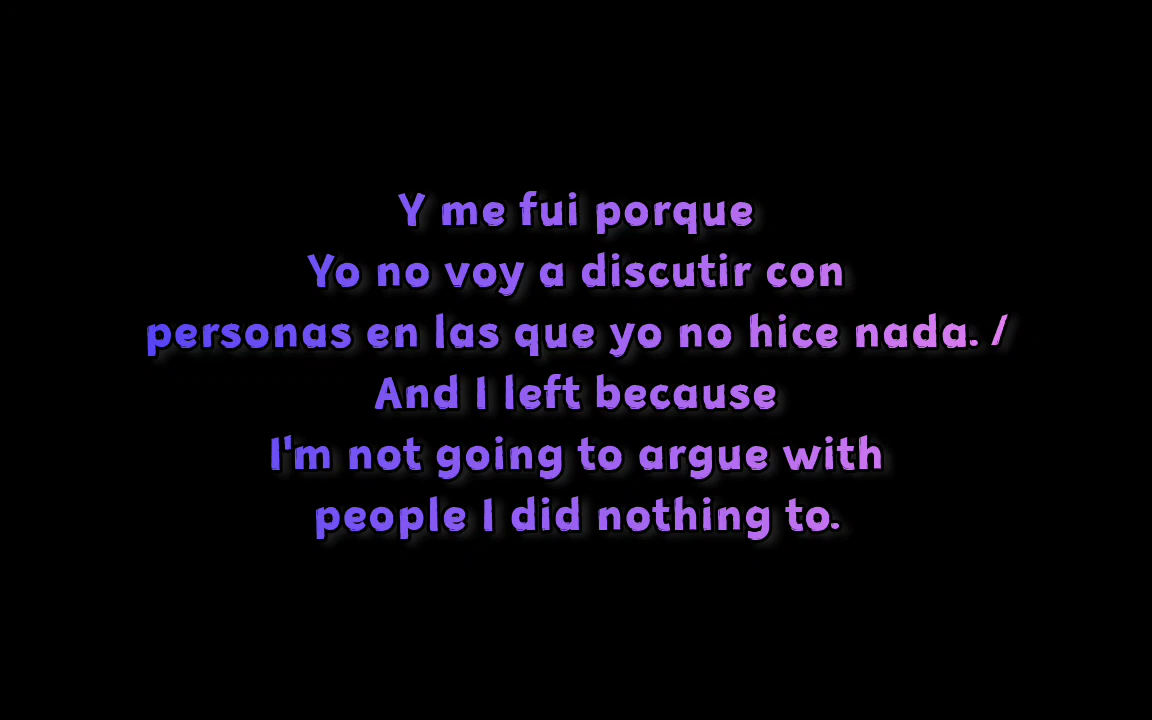 Y me fui porque
Yo no voy a discutir con
personas en las que yo no hice nada. /
And I left because
I'm not going to argue with
people I did nothing to.